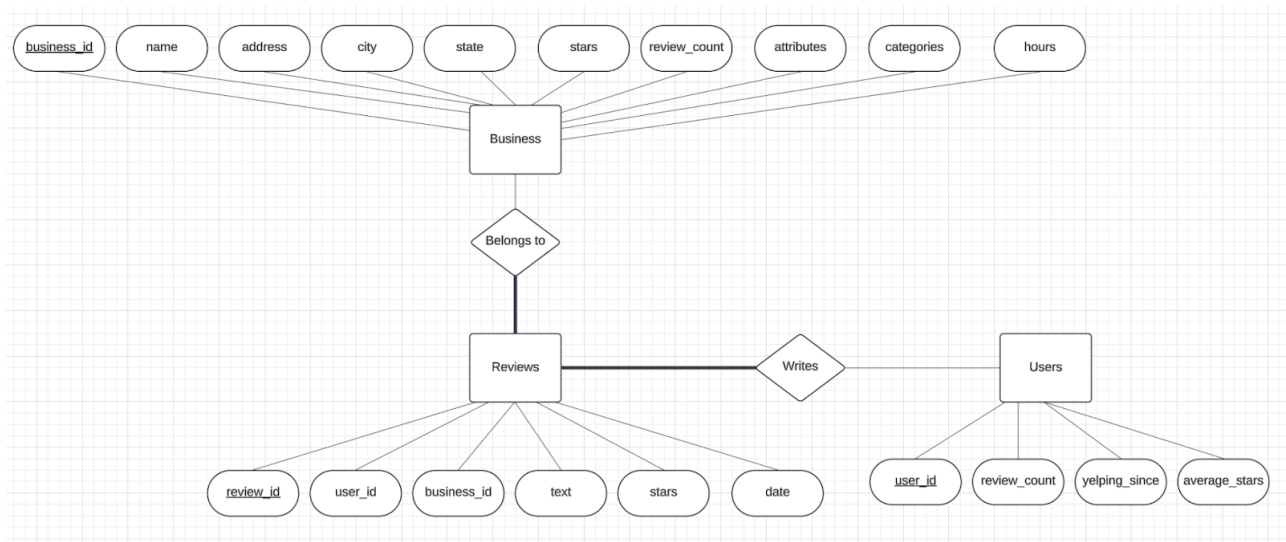 business_id
name
address
city
state
stars
review_count
attributes
categories
hours
Business
Belongs to
Reviews
Writes
Users
review_id
user_id
business_id
text
stars
date
user_id
review_count
yelping_since
average_stars